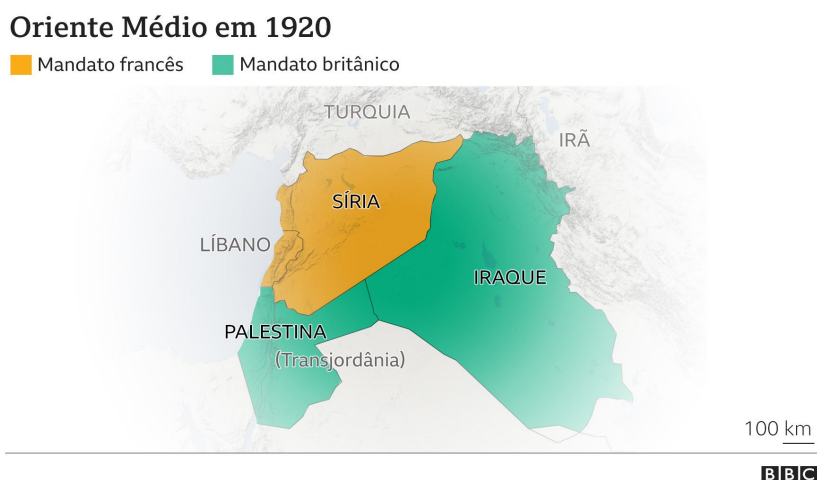 Oriente Médio em 1920
Mandato francês
Mandato britânico
TURQUIA
IRÃ
SÍRIA
LÍBANO
IRAQUE
PALESTINA
(Transjordânia)
100 km
BBC